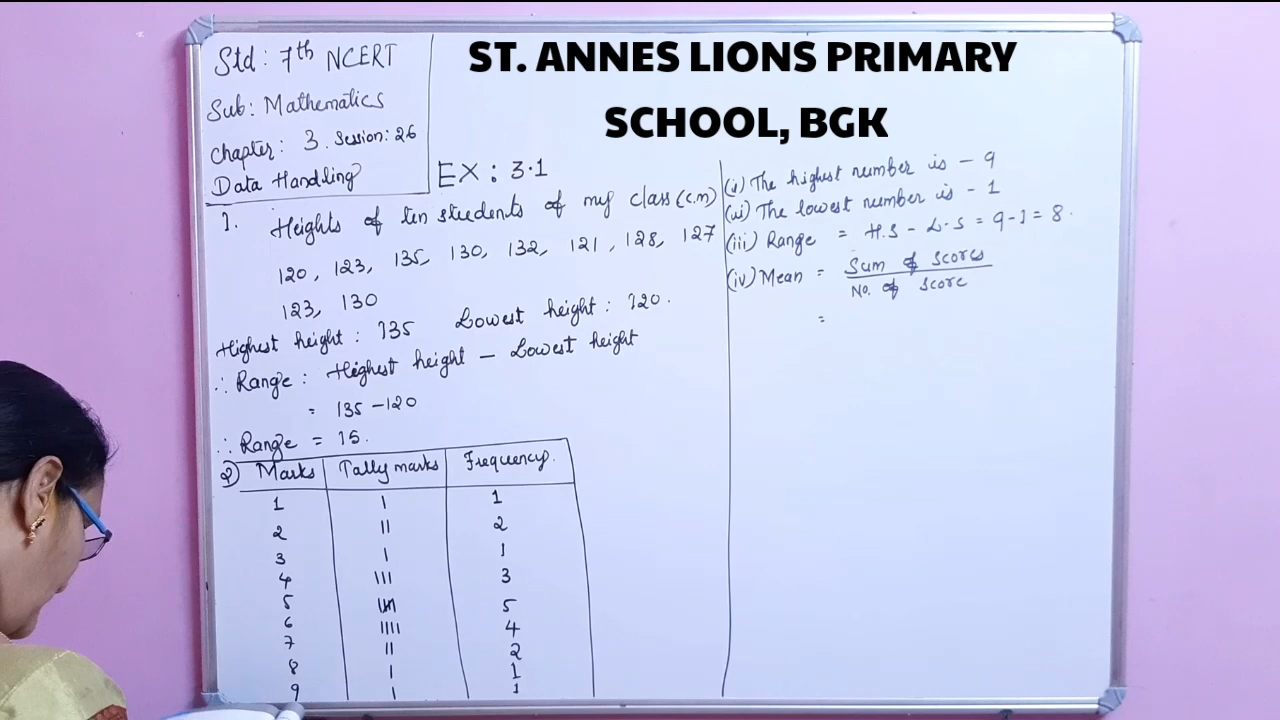 Std: 7th NCERT
Sub: Mathematics
Chapter: 3. Session: 26
Data Handling
ST. ANNES LIONS PRIMARY
SCHOOL, BGK
EX: 3.1
1. Heights of ten students of my class (c.m)
120, 123, 135, 130, 132, 121, 128, 127
123, 130
Highest height: 135 Lowest height: 120.
∴ Range: Highest height - Lowest height
= 135 - 120
∴ Range = 15.
2) Marks Tally marks Frequency.
1 | 1
2 || 2
3 | 1
4 ||| 3
5 |||| 5
6 |||| 4
7 || 2
8 | 1
9 | 1
(i) The highest number is - 9
(ii) The lowest number is - 1
(iii) Range = H.S - L.S = 9-1 = 8.
(iv) Mean = Sum of scores
No. of score
=